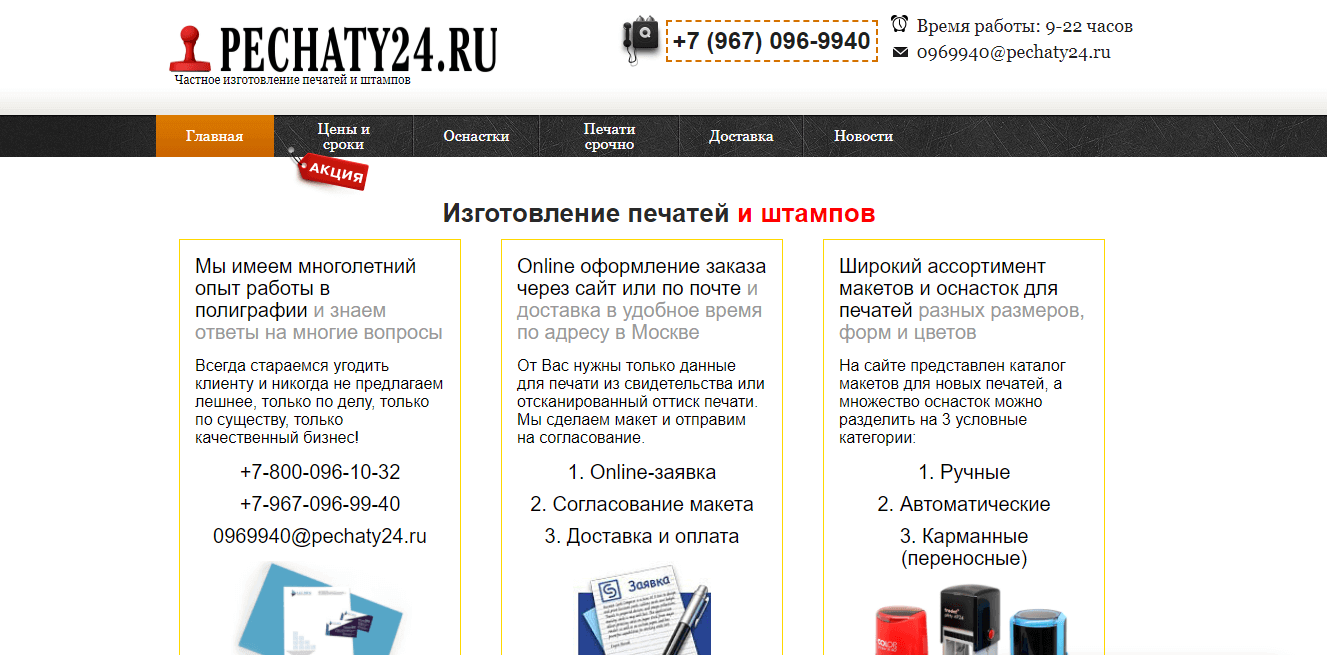 PECHATY24.RU
Частное изготовление печатей и штампов
+7 (967) 096-9940
Время работы: 9-22 часов
0969940@pechaty24.ru
Главная
Цены и
сроки
Оснастки
Печати
срочно
Доставка
Новости
АКЦИЯ
Изготовление печатей и штампов
Мы имеем многолетний
опыт работы в
полиграфии и знаем
ответы на многие вопросы
Всегда стараемся угодить
клиенту и никогда не предлагаем
лешнее, только по делу, только
по существу, только
качественный бизнес!
+7-800-096-10-32
+7-967-096-99-40
0969940@pechaty24.ru
Online оформление заказа
через сайт или по почте и
доставка в удобное время
по адресу в Москве
От Вас нужны только данные
для печати из свидетельства или
отсканированный оттиск печати.
Мы сделаем макет и отправим
на согласование.
1. Online-заявка
2. Согласование макета
3. Доставка и оплата
Заявка
Широкий ассортимент
макетов и оснасток для
печатей разных размеров,
форм и цветов
На сайте представлен каталог
макетов для новых печатей, а
множество оснасток можно
разделить на 3 условные
категории:
1. Ручные
2. Автоматические
3. Карманные
(переносные)